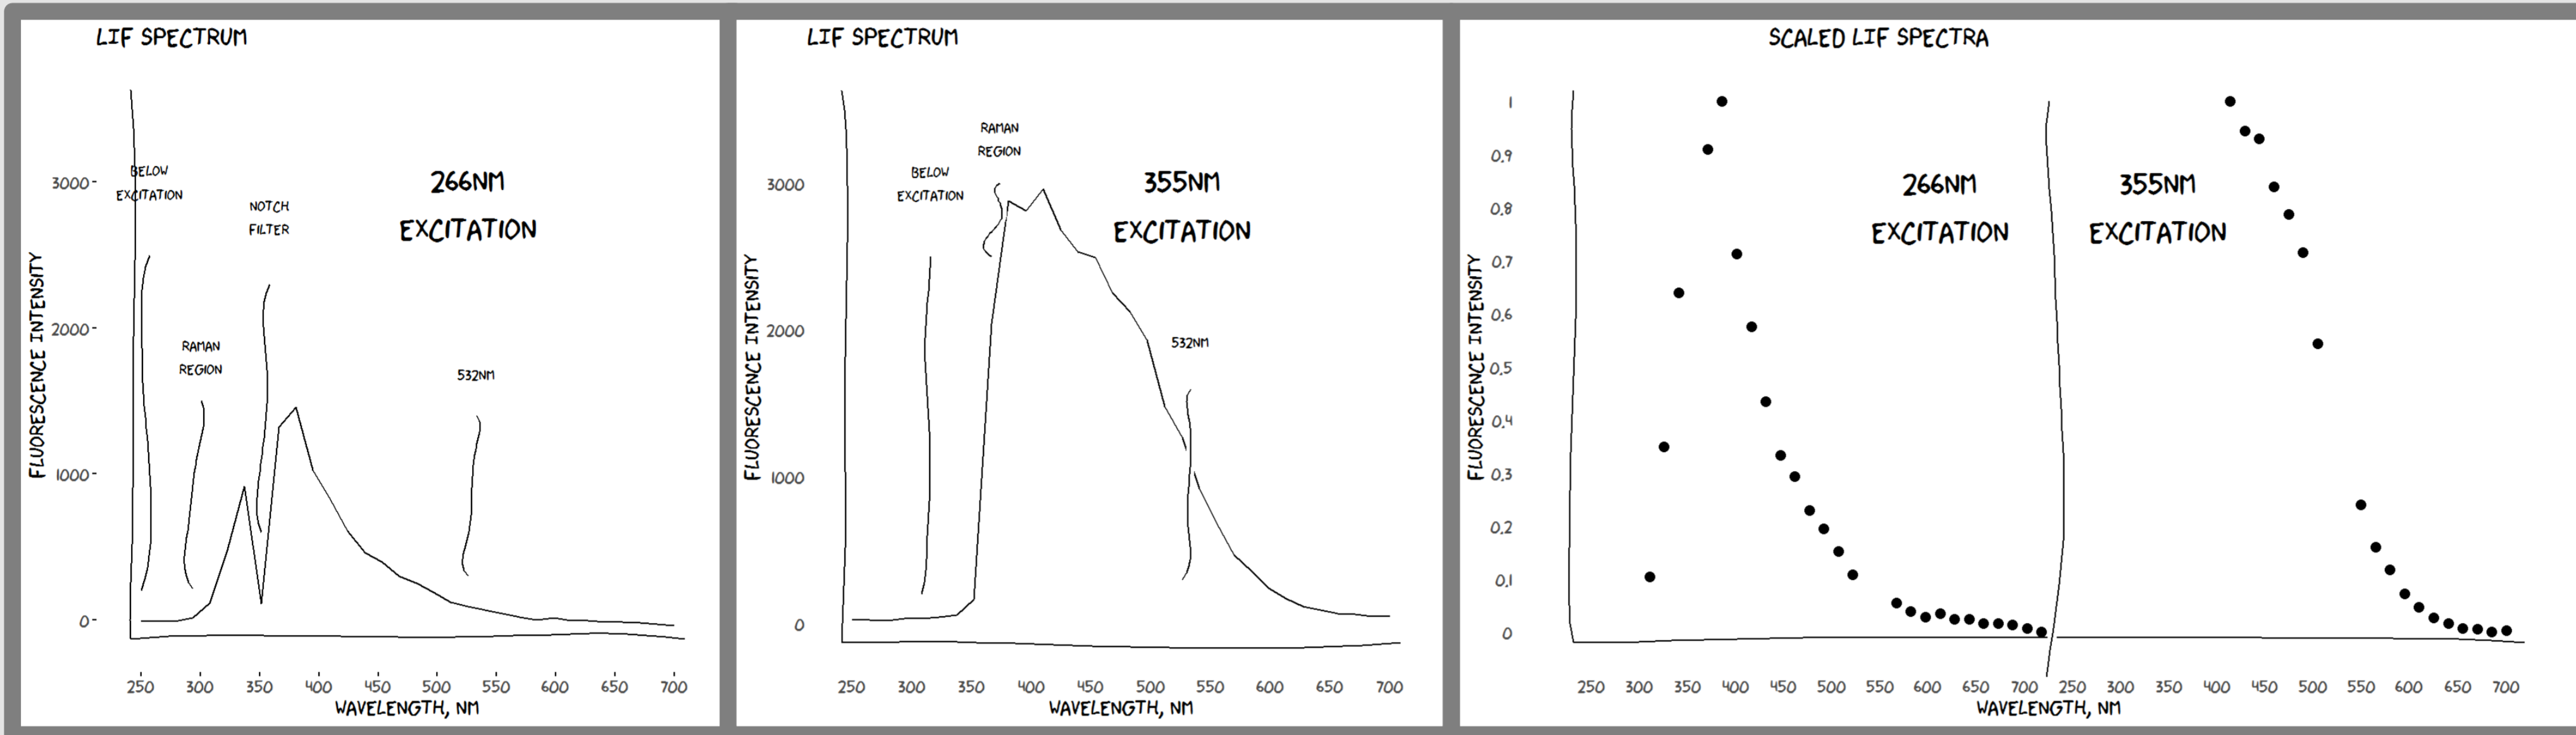 LIF SPECTRUM
BELOW
EXCITATION
NOTCH
FILTER
266NM
EXCITATION
RAMAN
REGION
532NM
FLUORESCENCE INTENSITY
3000
2000
1000
0
250 300 350 400 450 500 550 600 650 700
WAVELENGTH, NM
LIF SPECTRUM
RAMAN
REGION
BELOW
EXCITATION
355NM
EXCITATION
532NM
FLUORESCENCE INTENSITY
3000
2000
1000
0
250 300 350 400 450 500 550 600 650 700
WAVELENGTH, NM
SCALED LIF SPECTRA
266NM
EXCITATION
355NM
EXCITATION
FLUORESCENCE INTENSITY
1
0.9
0.8
0.7
0.6
0.5
0.4
0.3
0.2
0.1
0
250 300 350 400 450 500 550 600 650 700 250 300 350 400 450 500 550 600 650 700
WAVELENGTH, NM